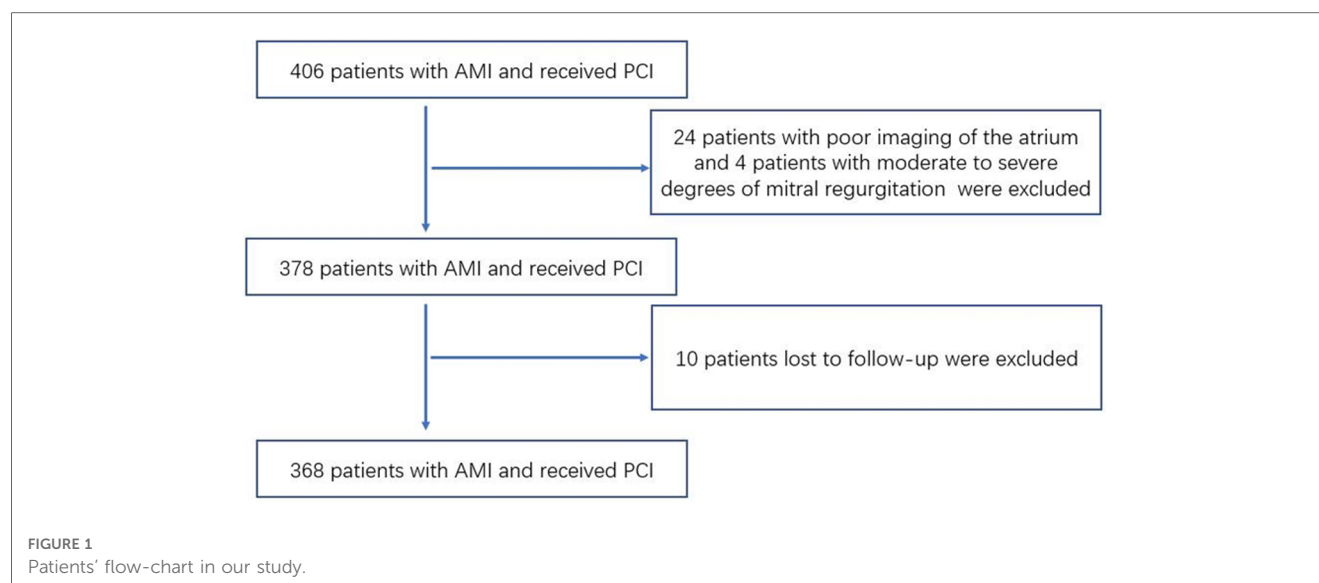 406 patients with AMI and received PCI
24 patients with poor imaging of the atrium
and 4 patients with moderate to severe
degrees of mitral regurgitation were excluded
378 patients with AMI and received PCI
10 patients lost to follow-up were excluded
368 patients with AMI and received PCI
FIGURE 1
Patients' flow-chart in our study.